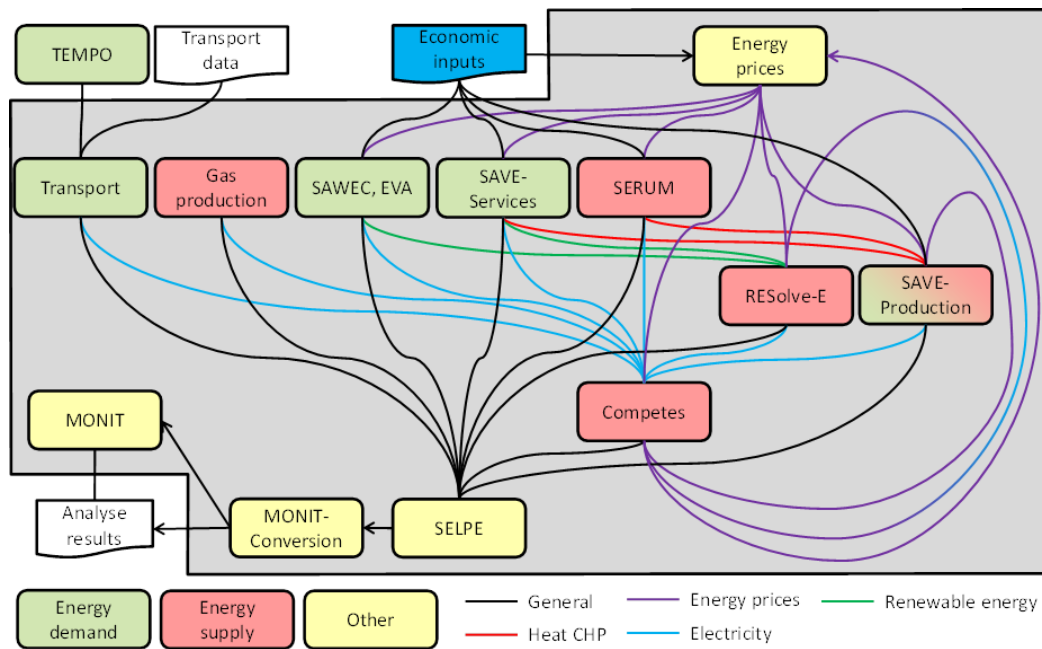 TEMPO
Transport
data
Economic
inputs
Energy
prices
Transport
Gas
production
SAWEC, EVA
SAVE-
Services
SERUM
RESolve-E
SAVE-
Production
Competes
MONIT
Analyse
results
MONIT-
Conversion
SELPE
Energy
demand
Energy
supply
Other
General
Energy prices
Renewable energy
Heat CHP
Electricity